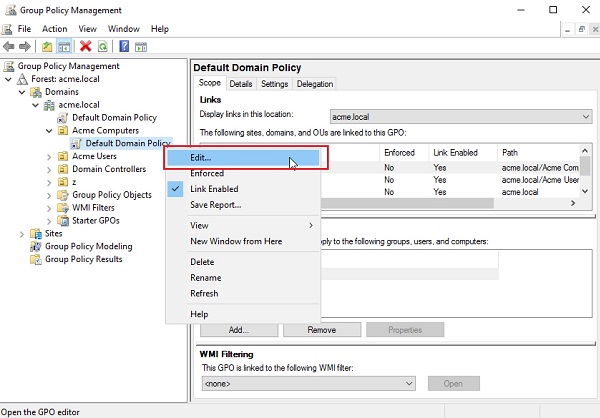 Group Policy Management
File Action View Window Help
Group Policy Management
Forest: acme.local
Domains
acme.local
Default Domain Policy
Acme Computers
Default Domain Policy
Acme Users
Domain Controllers
z
Group Policy Objects
WMI Filters
Starter GPOs
Sites
Group Policy Modeling
Group Policy Results
Edit...
Enforced
Link Enabled
Save Report...
View
New Window from Here
Delete
Rename
Refresh
Help
Default Domain Policy
Scope Details Settings Delegation
Links
Display links in this location: acme.local
The following sites, domains, and OUs are linked to this GPO:
Enforced Link Enabled Path
No Yes acme.local/Acme Com
No Yes acme.local/Acme User
No Yes acme.local
ply to the following groups, users, and computers:
Add... Remove Properties
WMI Filtering
This GPO is linked to the following WMI filter:
<none> Open
Open the GPO editor